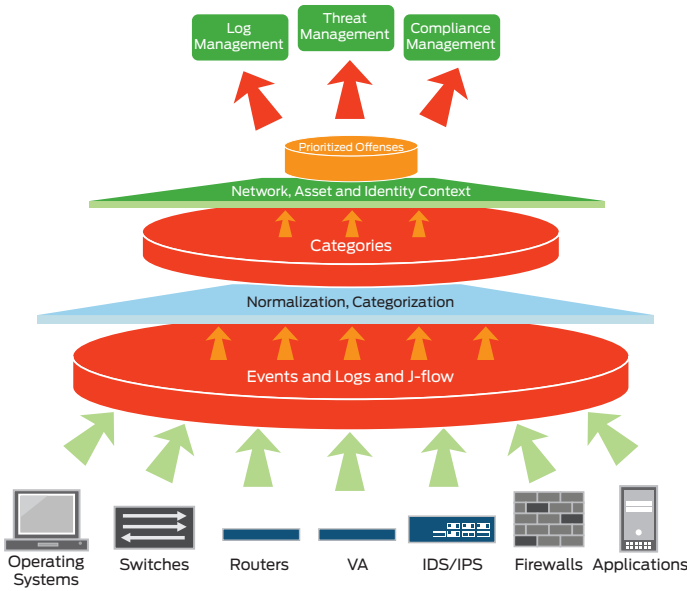 Log
Management
Threat
Management
Compliance
Management
Prioritized Offenses
Network, Asset and Identity Context
Categories
Normalization, Categorization
Events and Logs and J-flow
Operating
Systems
Switches
Routers
VA
IDS/IPS
Firewalls
Applications